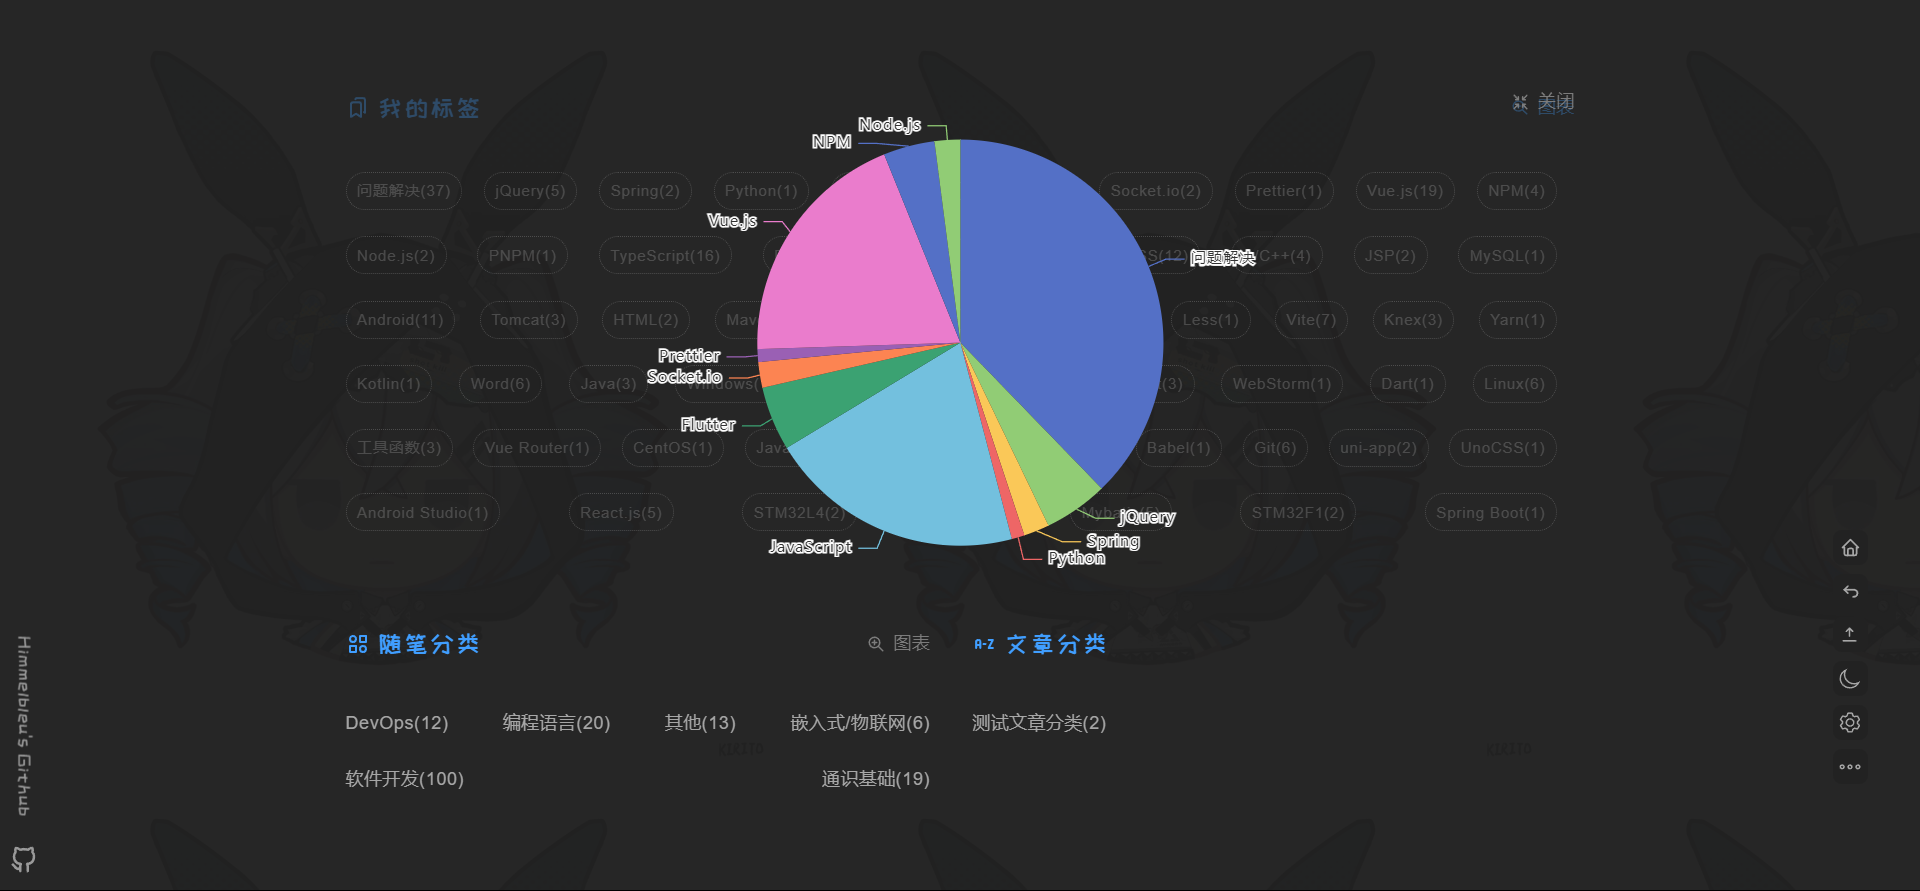 我的标签
关闭
图表
Node.js
NPM
Vue.js
问题解决
Prettier
Socket.io
Flutter
JavaScript
jQuery
Spring
Python
问题解决(37) jQuery(5) Spring(2) Python(1) Socket.io(2) Prettier(1) Vue.js(19) NPM(4)
Node.js(2) PNPM(1) TypeScript(16) SS(12) C++(4) JSP(2) MySQL(1)
Android(11) Tomcat(3) HTML(2) Mav Less(1) Vite(7) Knex(3) Yarn(1)
Kotlin(1) Word(6) Java(3) Windows( (3) WebStorm(1) Dart(1) Linux(6)
工具函数(3) Vue Router(1) CentOS(1) Java Babel(1) Git(6) uni-app(2) UnoCSS(1)
Android Studio(1) React.js(5) STM32L4(2) STM32F1(2) Spring Boot(1)
随笔分类 图表 文章分类
DevOps(12) 编程语言(20) 其他(13) 嵌入式/物联网(6) 测试文章分类(2)
软件开发(100) 通识基础(19)
Himmelbleu's Github